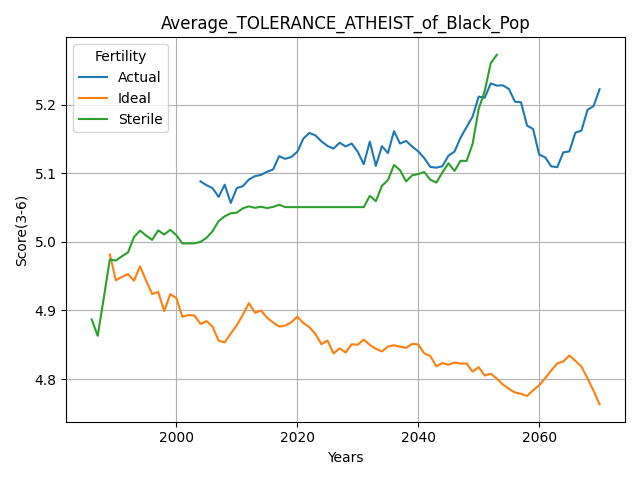 Average_TOLERANCE_ATHEIST_of_Black_Pop
Fertility
Actual
Ideal
Sterile
Score(3-6)
5.2
5.1
5.0
4.9
4.8
2000
2020
2040
2060
Years